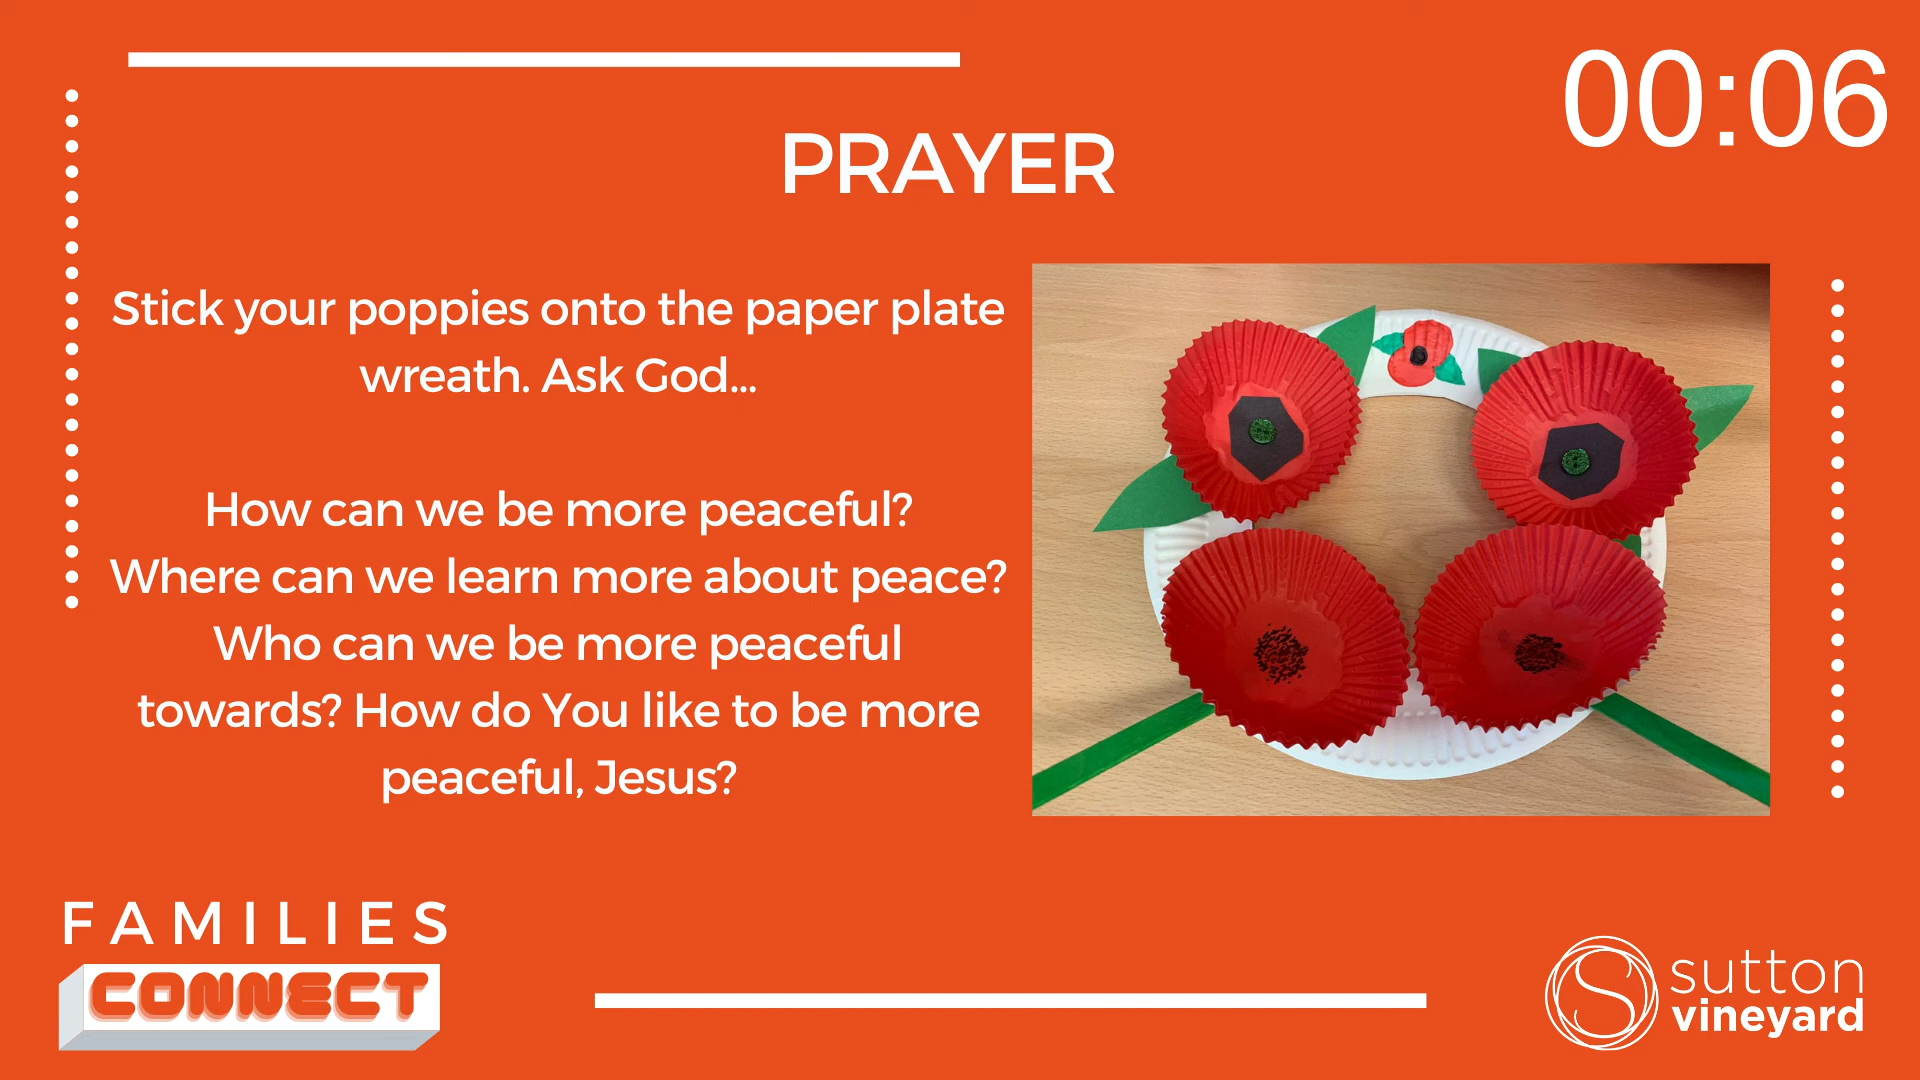 00:06
PRAYER
Stick your poppies onto the paper plate
wreath. Ask God...
How can we be more peaceful?
Where can we learn more about peace?
Who can we be more peaceful
towards? How do You like to be more
peaceful, Jesus?
FAMILIES
CONNECT
sutton
vineyard